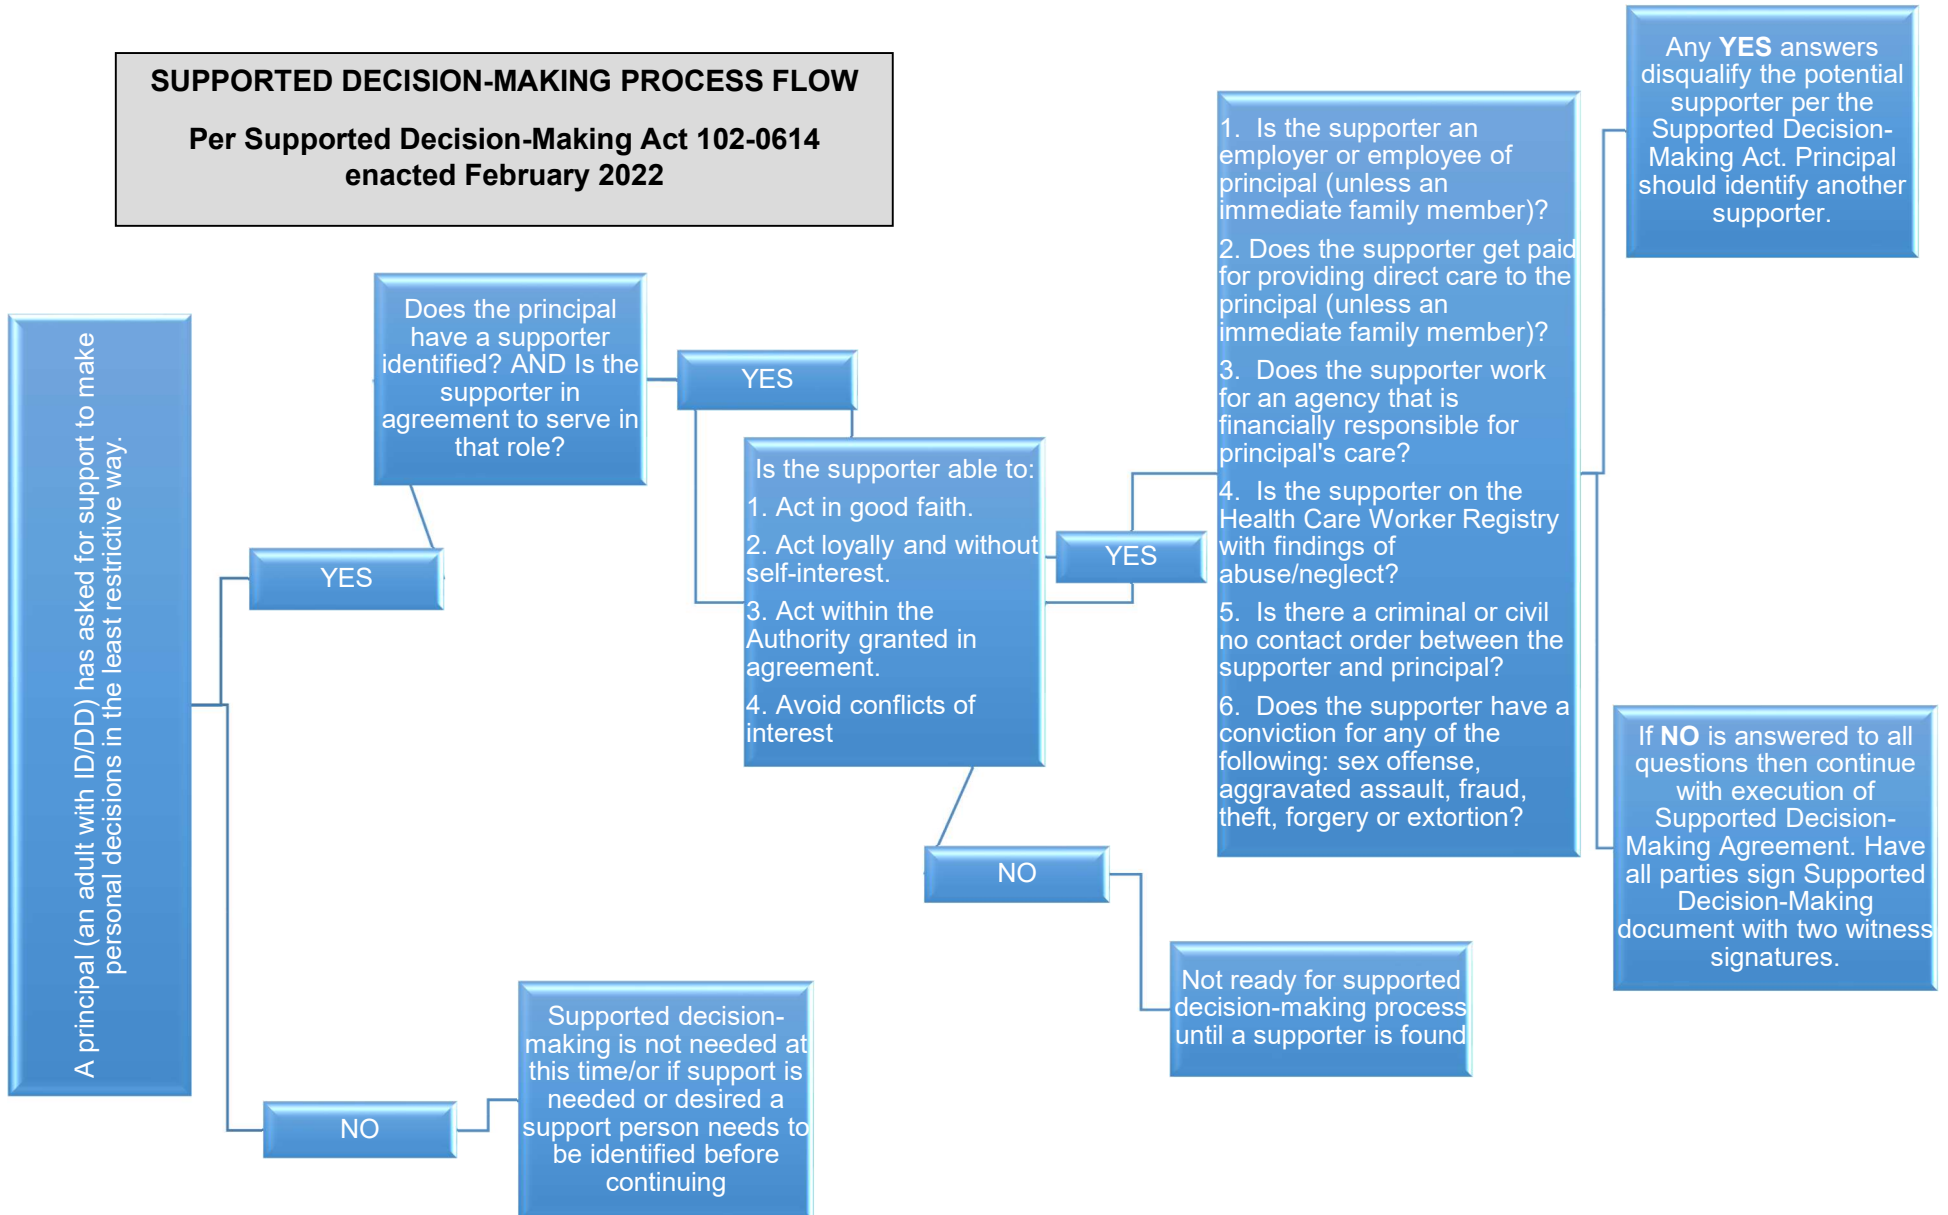 SUPPORTED DECISION-MAKING PROCESS FLOW
Per Supported Decision-Making Act 102-0614
enacted February 2022
A principal (an adult with ID/DD) has asked for support to make
personal decisions in the least restrictive way.
YES
Does the principal
have a supporter
identified? AND Is the
supporter in
agreement to serve in
that role?
YES
Is the supporter able to:
1. Act in good faith.
2. Act loyally and without
self-interest.
3. Act within the
Authority granted in
agreement.
4. Avoid conflicts of
interest
YES
1. Is the supporter an
employer or employee of
principal (unless an
immediate family member)?
2. Does the supporter get paid
for providing direct care to the
principal (unless an
immediate family member)?
3. Does the supporter work
for an agency that is
financially responsible for
principal's care?
4. Is the supporter on the
Health Care Worker Registry
with findings of
abuse/neglect?
5. Is there a criminal or civil
no contact order between the
supporter and principal?
6. Does the supporter have a
conviction for any of the
following: sex offense,
aggravated assault, fraud,
theft, forgery or extortion?
Any YES answers
disqualify the potential
supporter per the
Supported Decision-
Making Act. Principal
should identify another
supporter.
If NO is answered to all
questions then continue
with execution of
Supported Decision-
Making Agreement. Have
all parties sign Supported
Decision-Making
document with two witness
signatures.
NO
Not ready for supported
decision-making process
until a supporter is found
NO
Supported decision-
making is not needed at
this time/or if support is
needed or desired a
support person needs to
be identified before
continuing